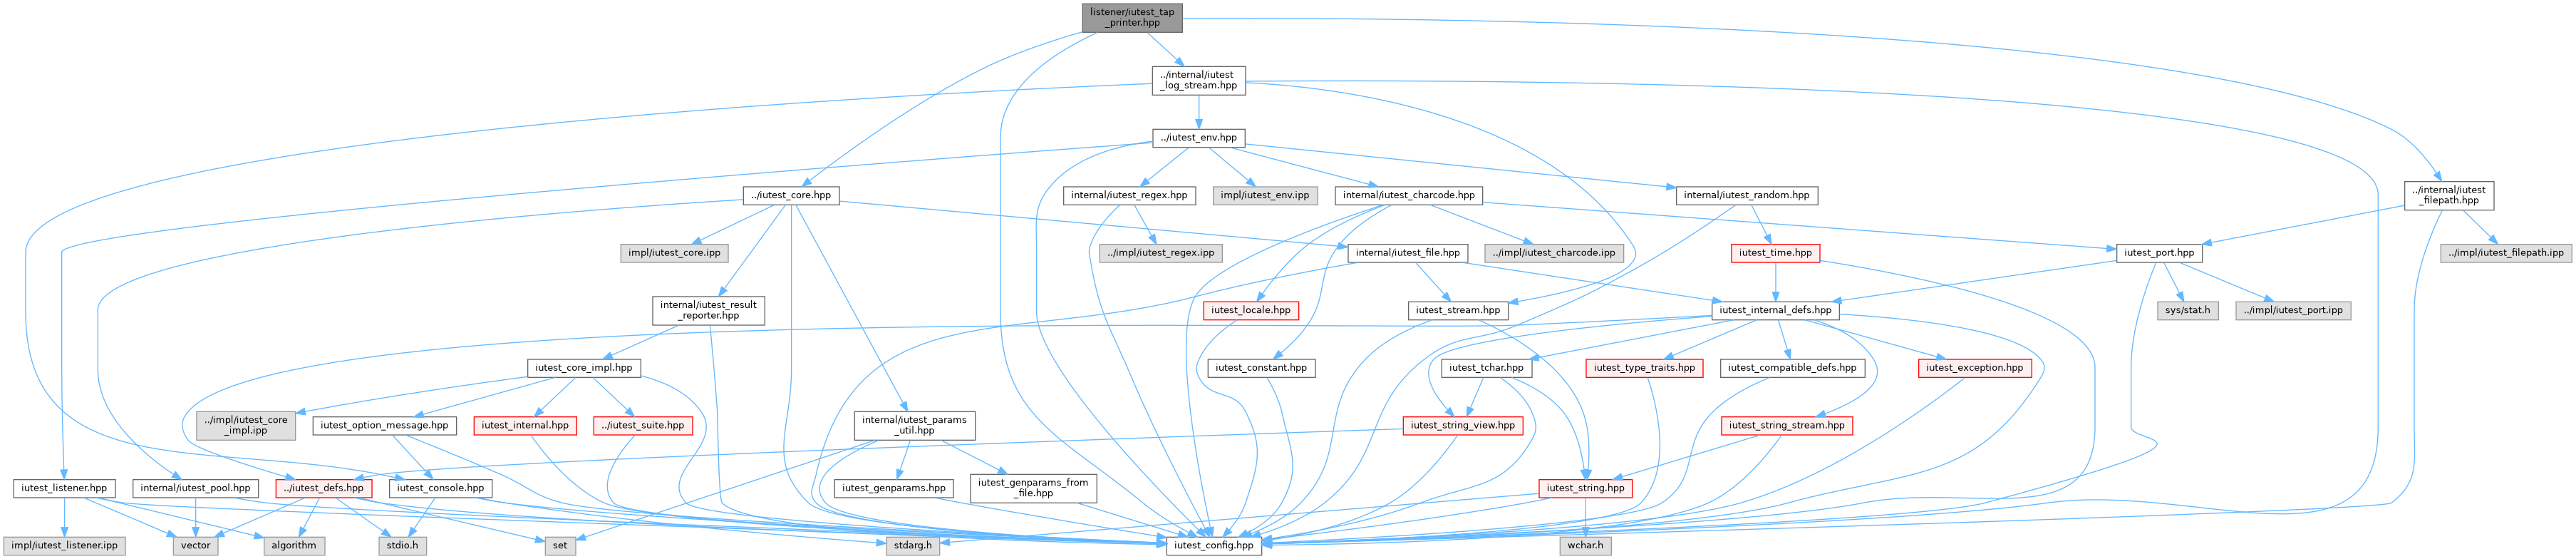 listener/iutest_tap
_printer.hpp
../internal/iutest
_log_stream.hpp
../iutest_env.hpp
../iutest_core.hpp
internal/iutest_regex.hpp
impl/iutest_env.ipp
internal/iutest_charcode.hpp
internal/iutest_random.hpp
../internal/iutest
_filepath.hpp
impl/iutest_core.ipp
internal/iutest_file.hpp
../impl/iutest_regex.ipp
../impl/iutest_charcode.ipp
iutest_time.hpp
iutest_port.hpp
../impl/iutest_filepath.ipp
internal/iutest_result
_reporter.hpp
iutest_locale.hpp
iutest_stream.hpp
iutest_internal_defs.hpp
sys/stat.h
../impl/iutest_port.ipp
iutest_core_impl.hpp
iutest_constant.hpp
iutest_tchar.hpp
iutest_type_traits.hpp
iutest_compatible_defs.hpp
iutest_exception.hpp
../impl/iutest_core
_impl.ipp
iutest_option_message.hpp
iutest_internal.hpp
../iutest_suite.hpp
internal/iutest_params
_util.hpp
iutest_string_view.hpp
iutest_string_stream.hpp
iutest_listener.hpp
internal/iutest_pool.hpp
../iutest_defs.hpp
iutest_console.hpp
iutest_genparams.hpp
iutest_genparams_from
_file.hpp
iutest_string.hpp
impl/iutest_listener.ipp
vector
algorithm
stdio.h
set
stdarg.h
iutest_config.hpp
wchar.h